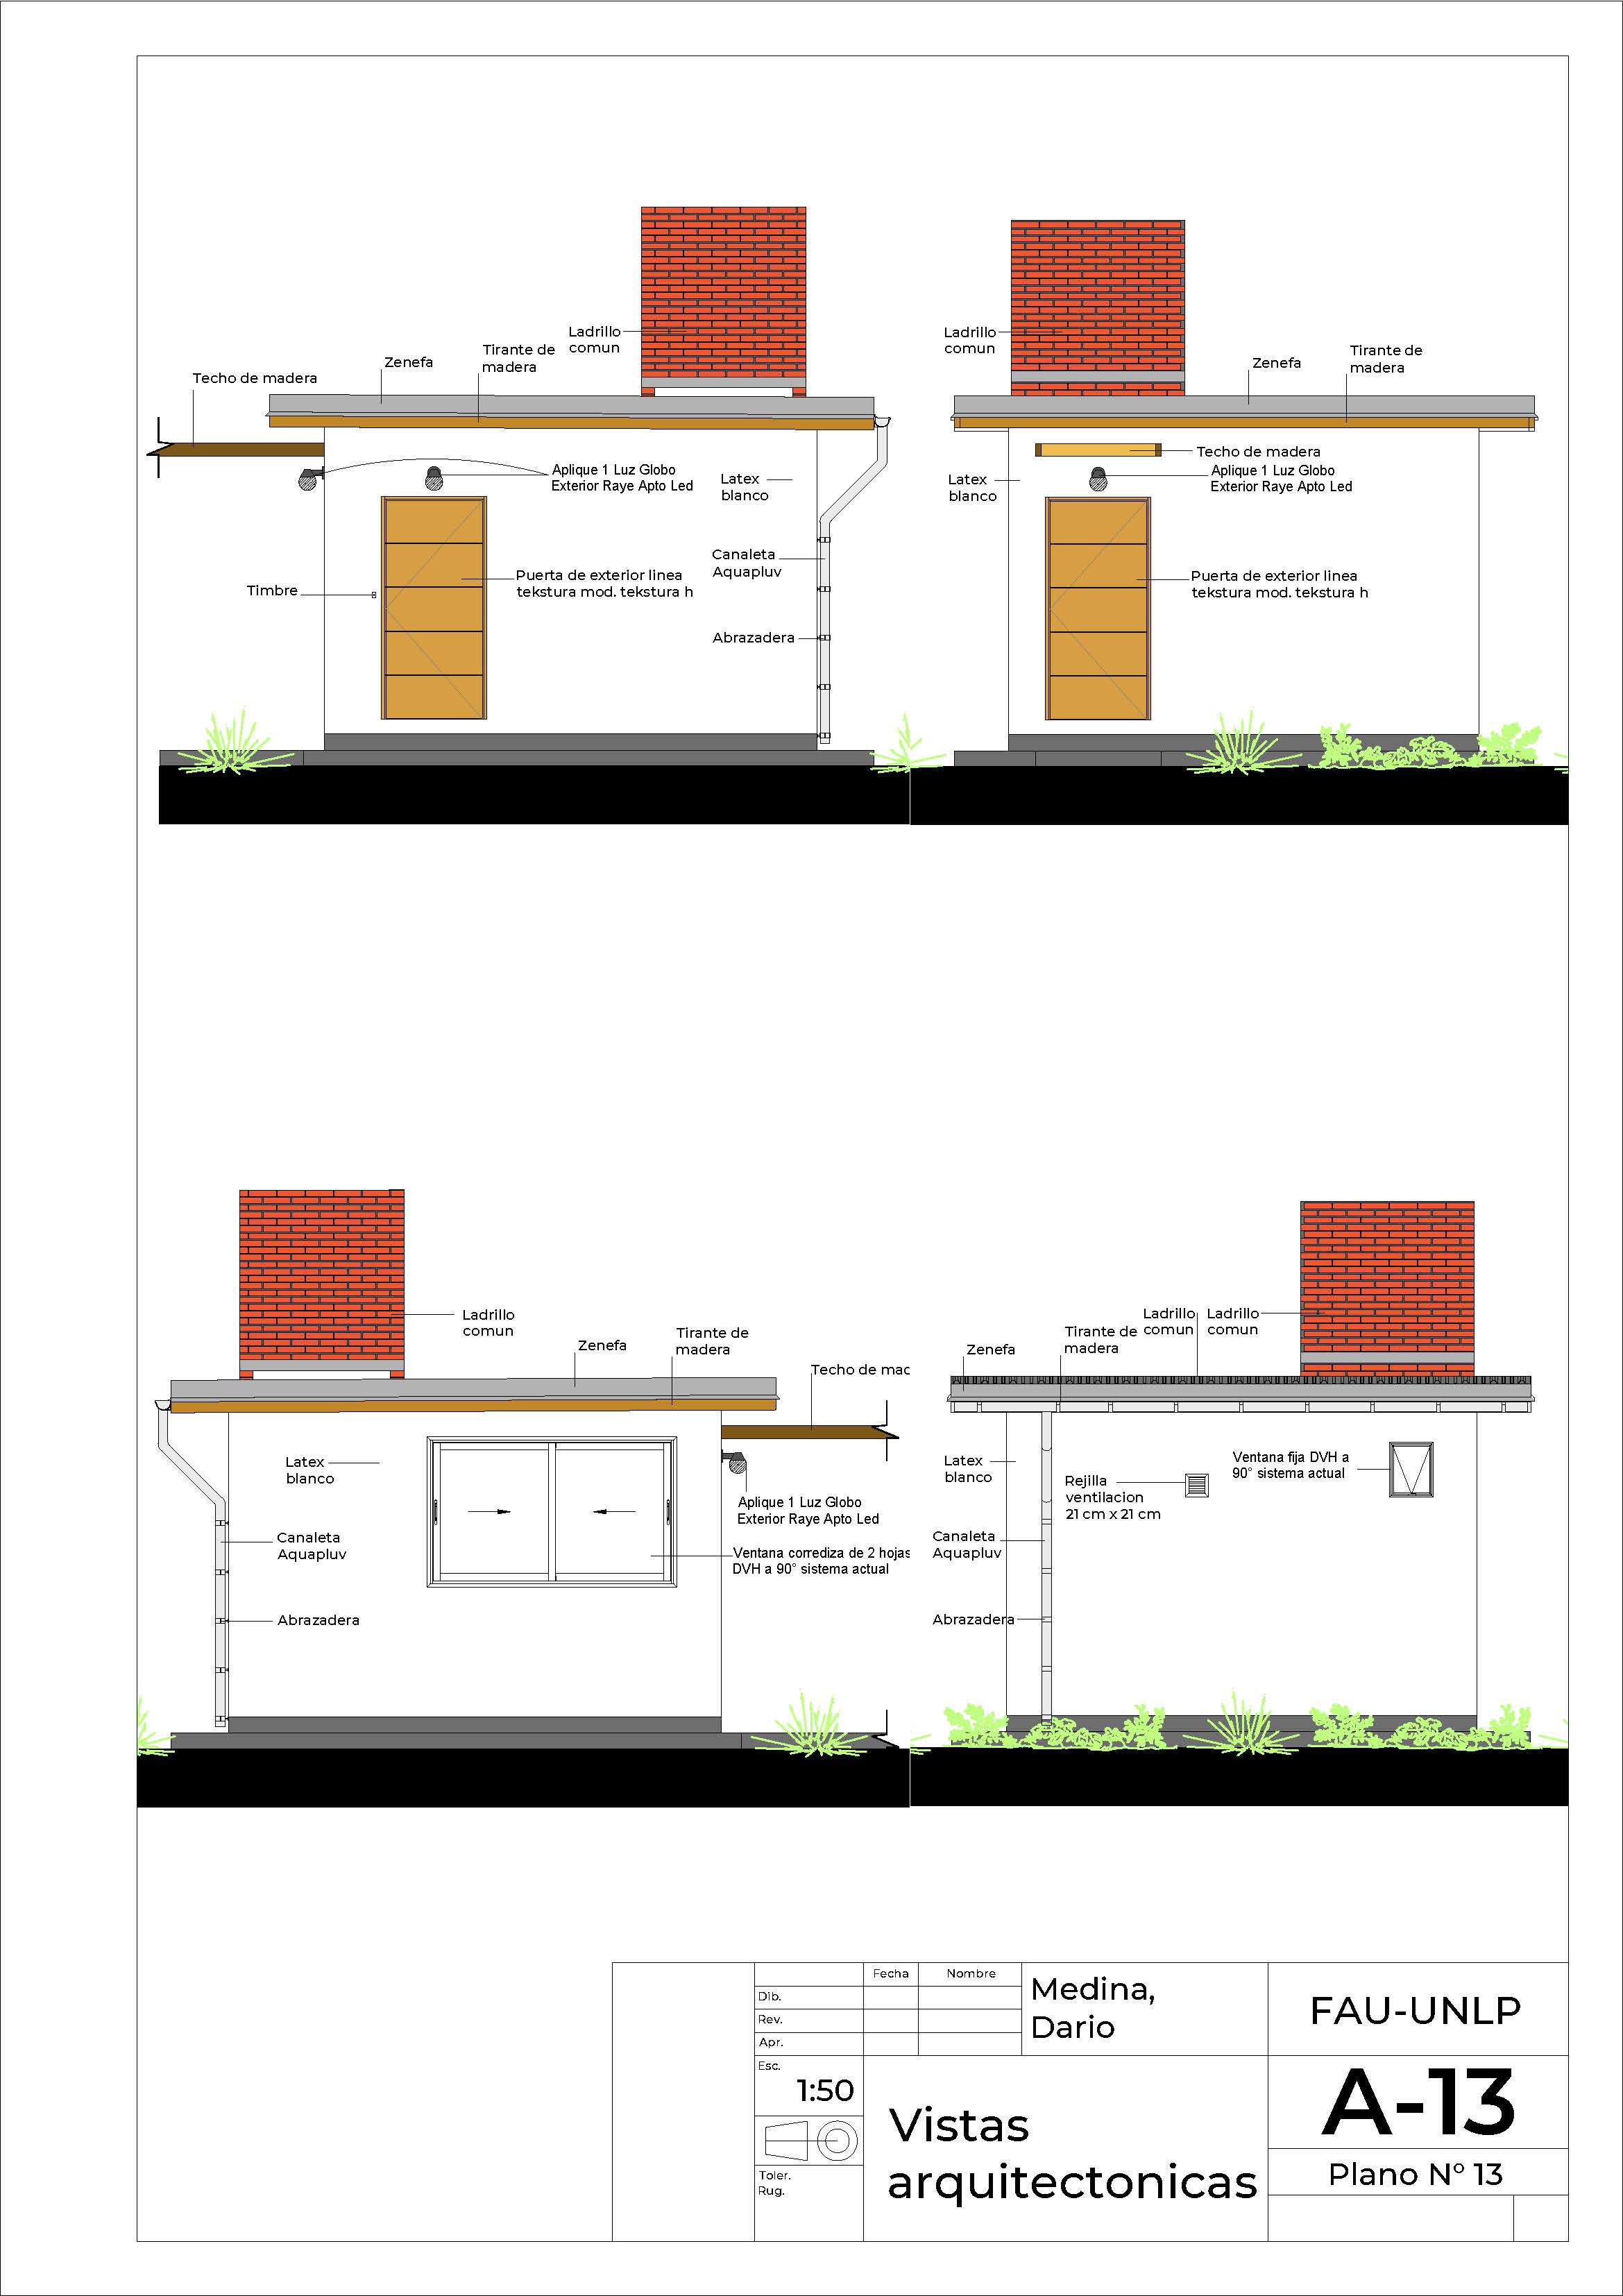 Ladrillo
comun
Tirante de
madera
Zenefa
Techo de madera
Aplique 1 Luz Globo
Exterior Raye Apto Led
Latex
blanco
Canaleta
Aquapluv
Puerta de exterior linea
tekstura mod. tekstura h
Timbre
Abrazadera
Ladrillo
comun
Zenefa
Tirante de
madera
Techo de madera
Aplique 1 Luz Globo
Exterior Raye Apto Led
Latex
blanco
Puerta de exterior linea
tekstura mod. tekstura h
Ladrillo
comun
Zenefa
Tirante de
madera
Techo de mac
Latex
blanco
Aplique 1 Luz Globo
Exterior Raye Apto Led
Canaleta
Aquapluv
Ventana corrediza de 2 hojas
DVH a 90° sistema actual
Abrazadera
Zenefa
Tirante de
madera
Ladrillo
comun
Ladrillo
comun
Latex
blanco
Rejilla
ventilacion
21 cm x 21 cm
Ventana fija DVH a
90° sistema actual
Canaleta
Aquapluv
Abrazadera
Fecha Nombre
Dib.
Rev.
Apr.
Medina,
Dario
FAU-UNLP
Esc.
1:50
Toler.
Rug.
Vistas
arquitectonicas
A-13
Plano N° 13